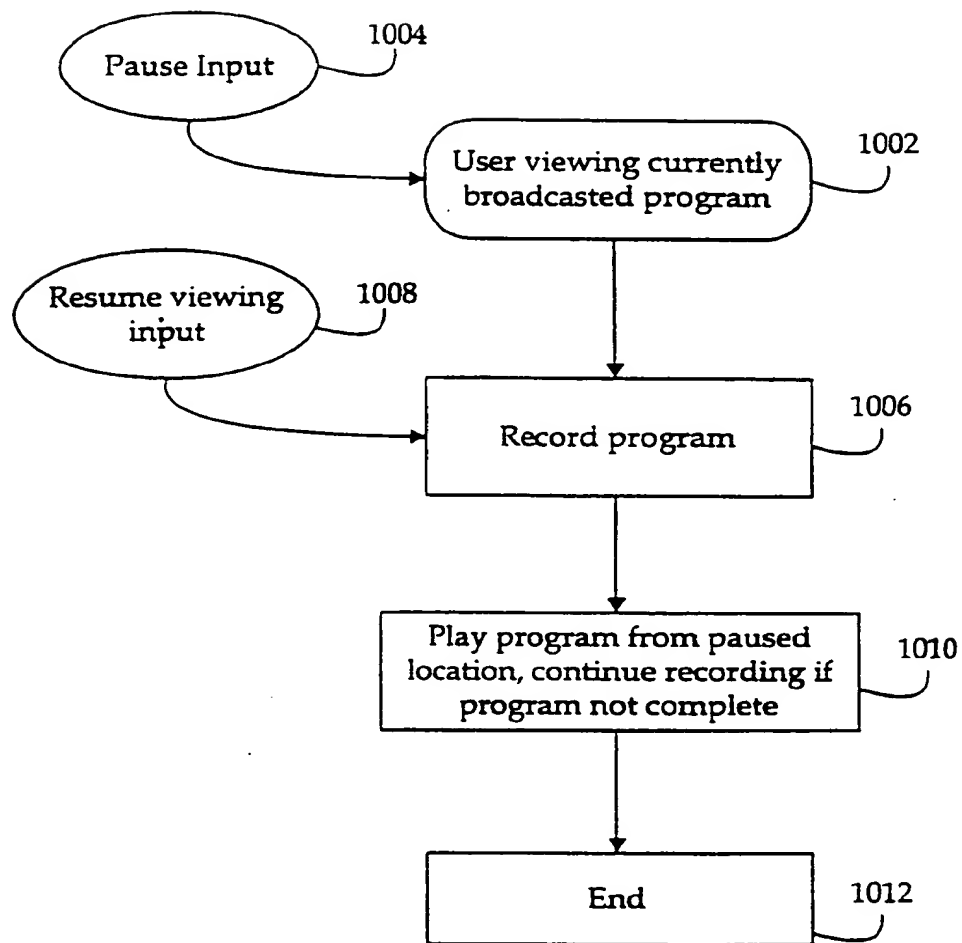 1004
Pause Input
1002
User viewing currently
broadcasted program
1008
Resume viewing
input
1006
Record program
1010
Play program from paused
location, continue recording if
program not complete
1012
End